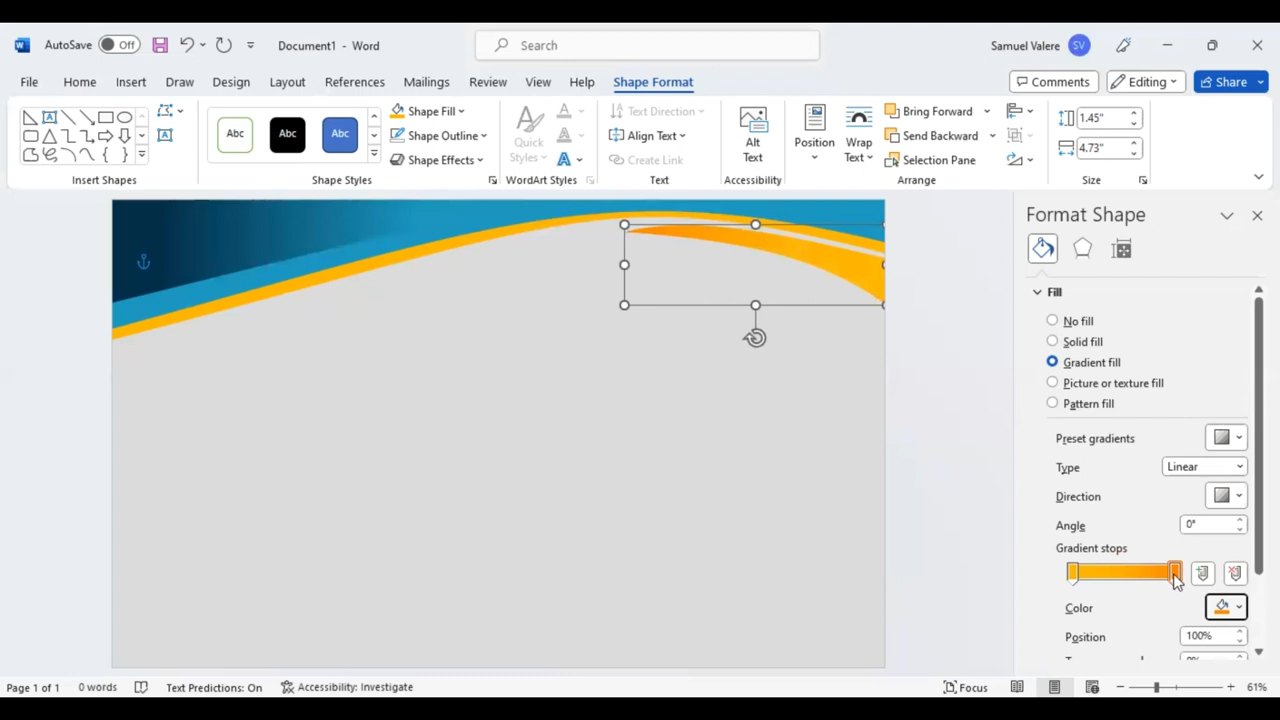 AutoSave Off Document1 - Word Search Samuel Valere SV
File Home Insert Draw Design Layout References Mailings Review View Help Shape Format Comments Editing Share
Abc Abc Abc
Shape Fill
Shape Outline
Shape Effects
Quick
Styles
Text Direction
Align Text
Create Link
Alt
Text
Position
Wrap
Text
Bring Forward
Send Backward
Selection Pane
1.45"
4.73"
Insert Shapes Shape Styles WordArt Styles Text Accessibility Arrange Size
Format Shape
Fill
No fill
Solid fill
Gradient fill
Picture or texture fill
Pattern fill
Preset gradients
Type Linear
Direction
Angle 0°
Gradient stops
Color
Position 100%
Page 1 of 1 0 words Text Predictions: On Accessibility: Investigate Focus 61%